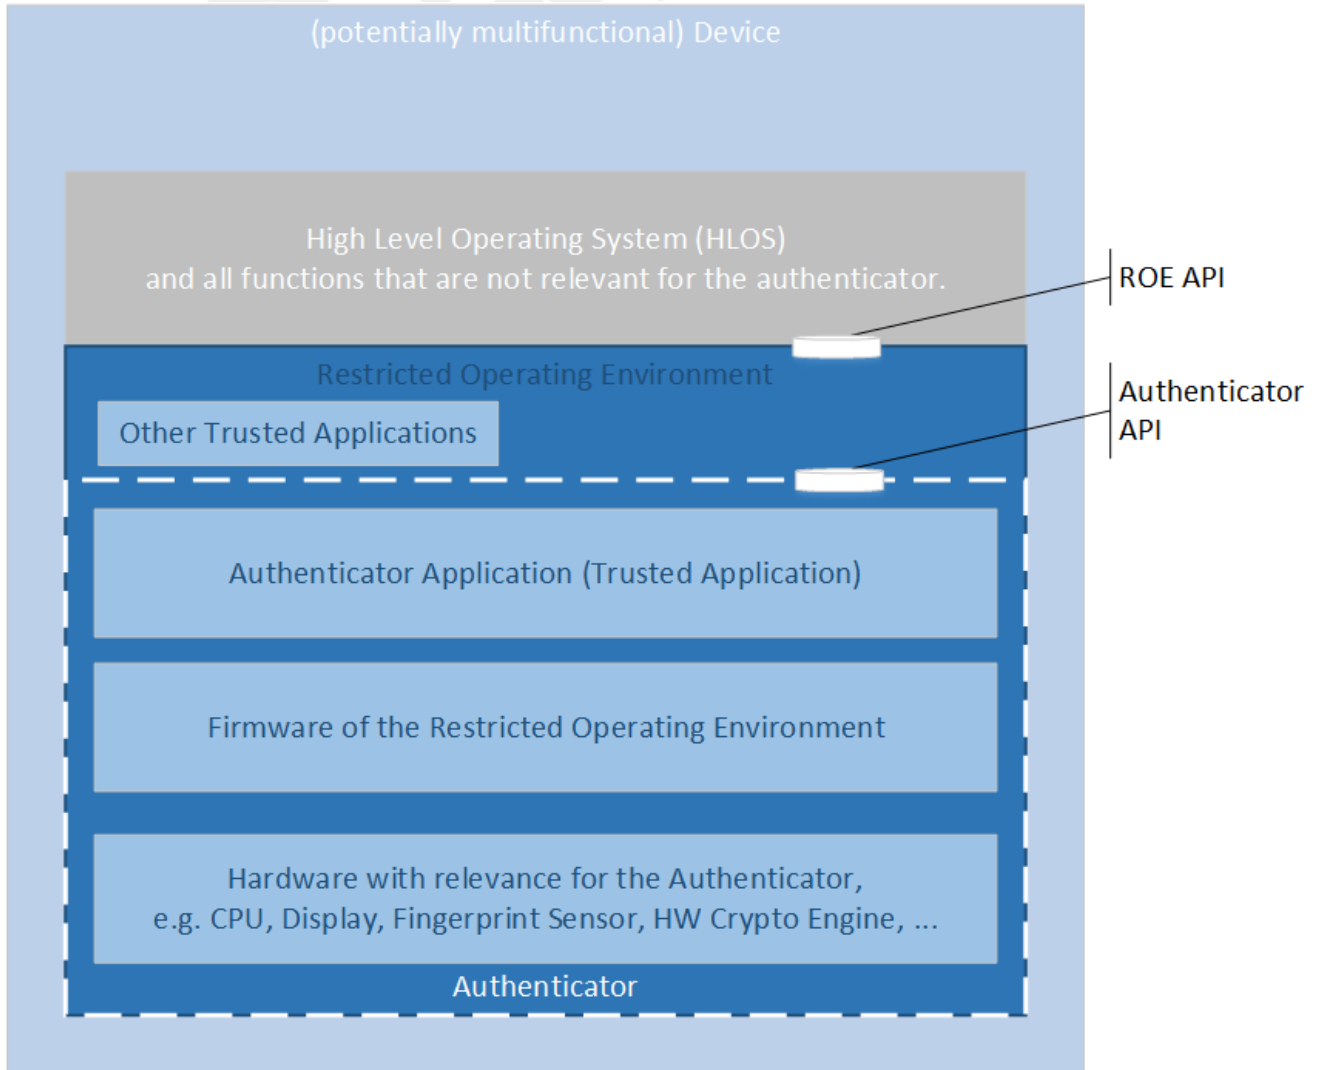 (potentially multifunctional) Device
High Level Operating System (HLOS)
and all functions that are not relevant for the authenticator.
ROE API
Restricted Operating Environment
Authenticator
API
Other Trusted Applications
Authenticator Application (Trusted Application)
Firmware of the Restricted Operating Environment
Hardware with relevance for the Authenticator,
e.g. CPU, Display, Fingerprint Sensor, HW Crypto Engine, ...
Authenticator